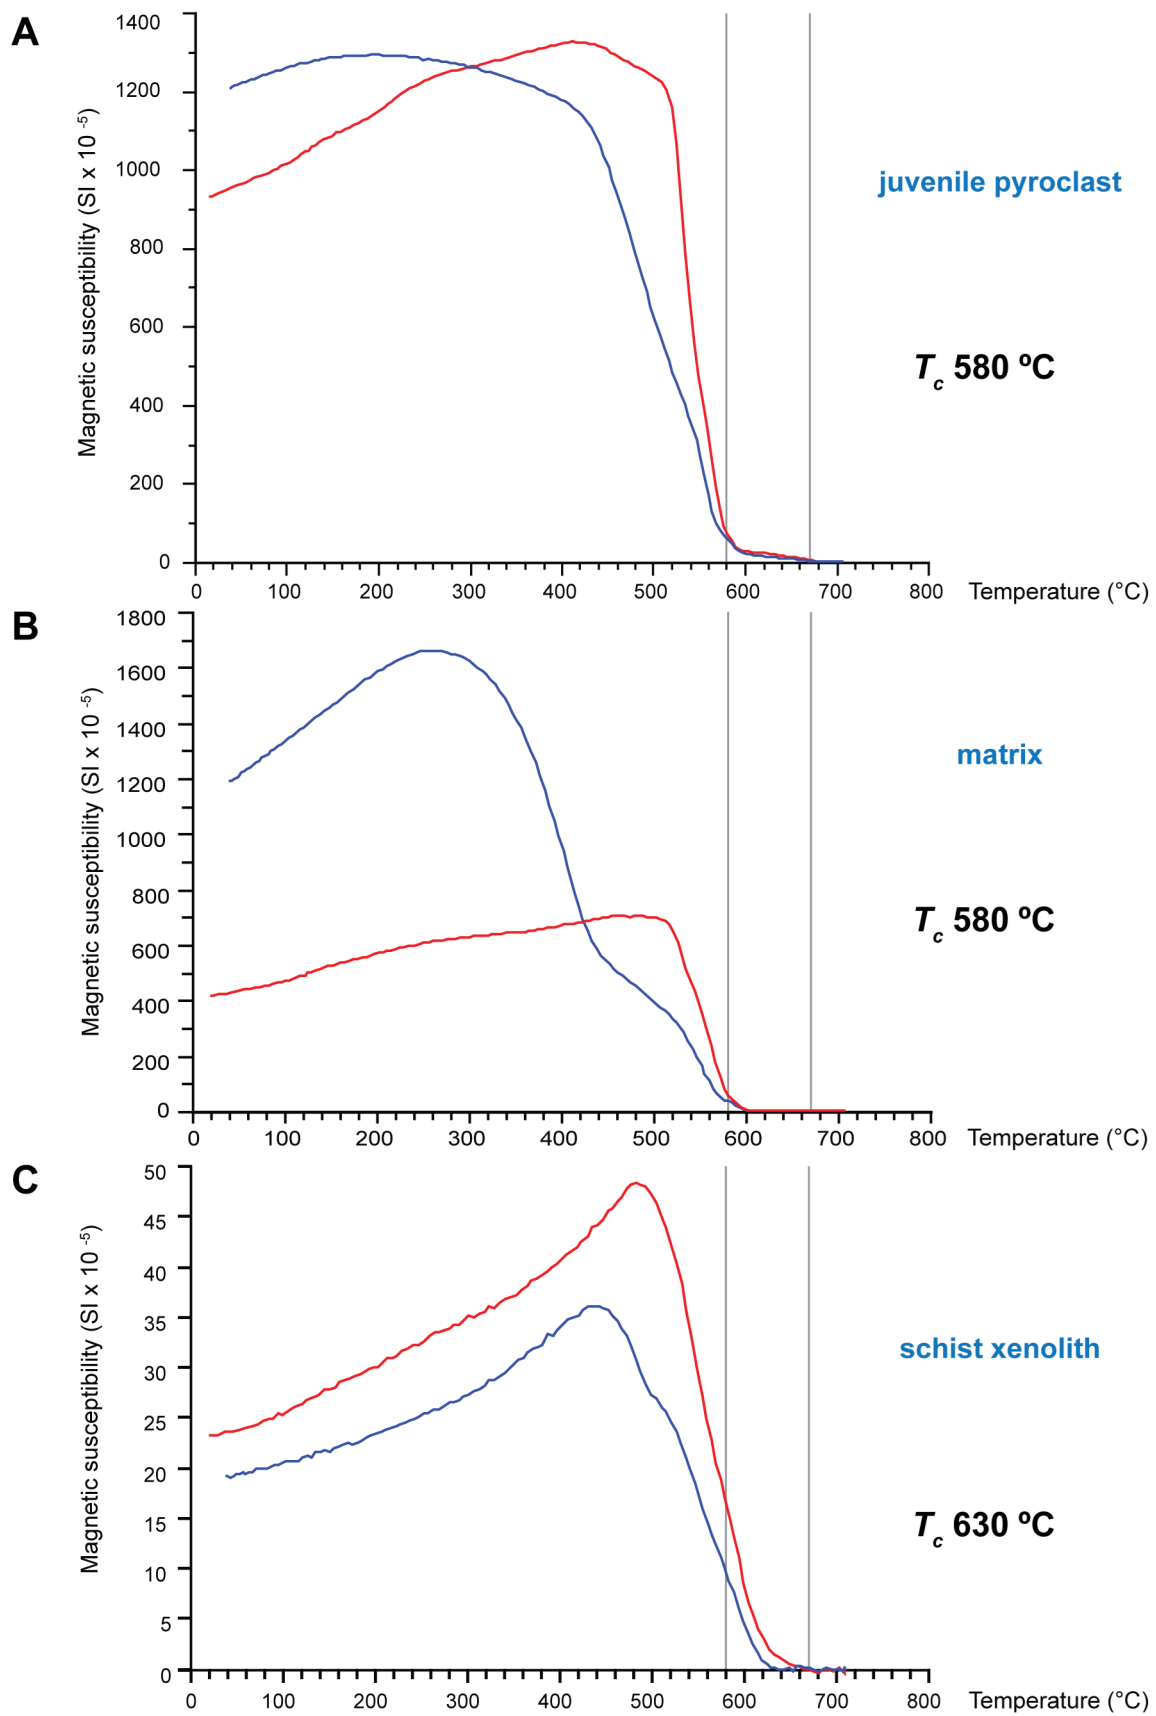 A
Magnetic susceptibility (SI x 10 -5)
1400
1200
1000
800
600
400
200
0
juvenile pyroclast
Tc 580 ºC
0 100 200 300 400 500 600 700 800 Temperature (°C)
B
Magnetic susceptibility (SI x 10 -5)
1800
1600
1400
1200
1000
800
600
400
200
0
matrix
Tc 580 ºC
0 100 200 300 400 500 600 700 800 Temperature (°C)
C
Magnetic susceptibility (SI x 10 -5)
50
45
40
35
30
25
20
15
10
5
0
schist xenolith
Tc 630 ºC
0 100 200 300 400 500 600 700 800 Temperature (°C)